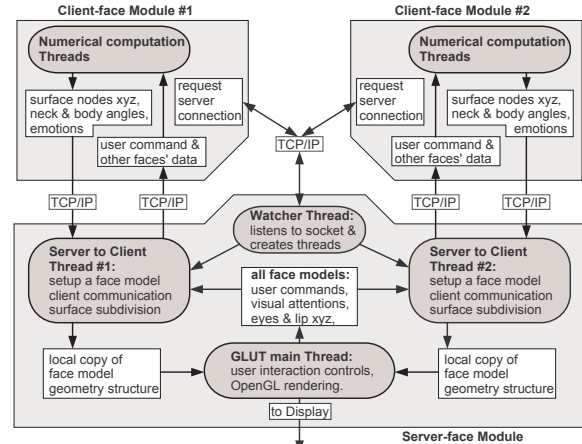 Client-face Module #1
Client-face Module #2
Numerical computation
Threads
Numerical computation
Threads
surface nodes xyz,
neck & body angles,
emotions
request
server
connection
request
server
connection
surface nodes xyz,
neck & body angles,
emotions
user command &
other faces' data
TCP/IP
user command &
other faces' data
TCP/IP
TCP/IP
TCP/IP
TCP/IP
Watcher Thread:
listens to socket &
creates threads
Server to Client
Thread #1:
setup a face model
client communication
surface subdivision
all face models:
user commands,
visual attentions,
eyes & lip xyz,
Server to Client
Thread #2:
setup a face model
client communication
surface subdivision
local copy of
face model
geometry structure
GLUT main Thread:
user interaction controls,
OpenGL rendering.
local copy of
face model
geometry structure
to Display
Server-face Module